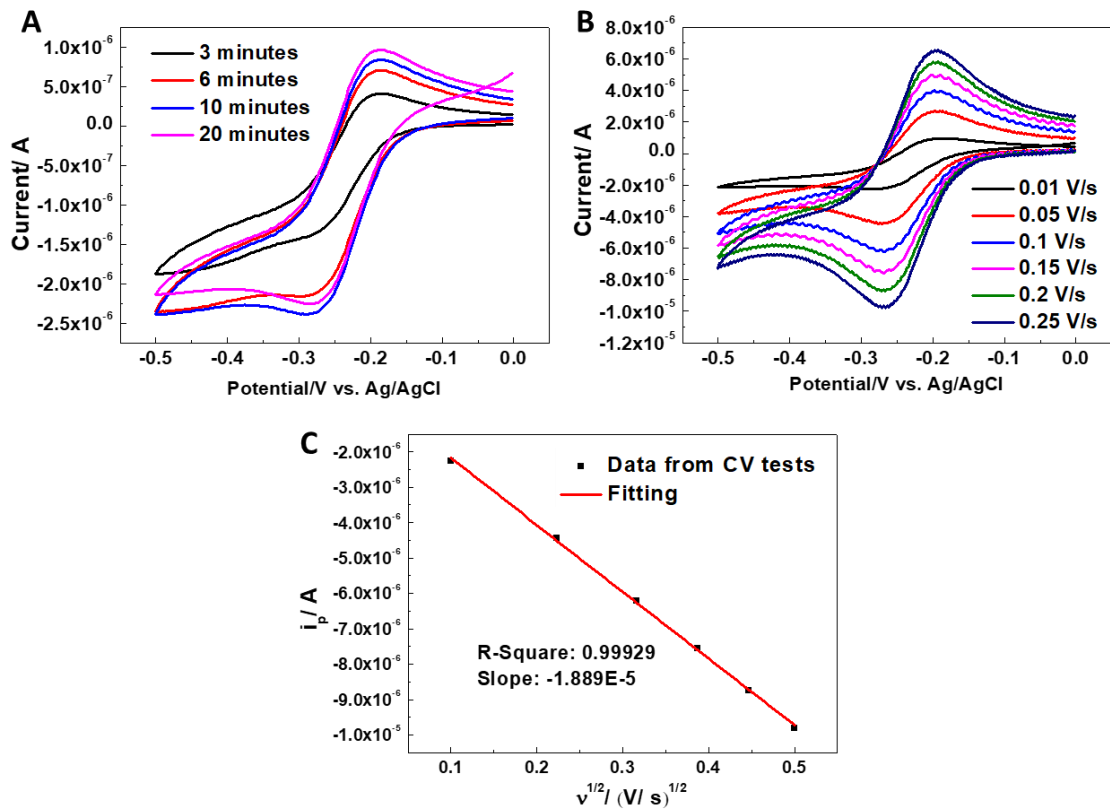 A
3 minutes
6 minutes
10 minutes
20 minutes
1.0x10⁻⁶
5.0x10⁻⁷
0.0
-5.0x10⁻⁷
-1.0x10⁻⁶
-1.5x10⁻⁶
-2.0x10⁻⁶
-2.5x10⁻⁶
Current/ A
-0.5 -0.4 -0.3 -0.2 -0.1 0.0
Potential/V vs. Ag/AgCl
B
8.0x10⁻⁶
6.0x10⁻⁶
4.0x10⁻⁶
2.0x10⁻⁶
0.0
-2.0x10⁻⁶
-4.0x10⁻⁶
-6.0x10⁻⁶
-8.0x10⁻⁶
-1.0x10⁻⁵
-1.2x10⁻⁵
Current/ A
0.01 V/s
0.05 V/s
0.1 V/s
0.15 V/s
0.2 V/s
0.25 V/s
-0.5 -0.4 -0.3 -0.2 -0.1 0.0
Potential/V vs. Ag/AgCl
C
-2.0x10⁻⁶
-3.0x10⁻⁶
-4.0x10⁻⁶
-5.0x10⁻⁶
-6.0x10⁻⁶
-7.0x10⁻⁶
-8.0x10⁻⁶
-9.0x10⁻⁶
-1.0x10⁻⁵
iₚ/ A
Data from CV tests
Fitting
R-Square: 0.99929
Slope: -1.889E-5
0.1 0.2 0.3 0.4 0.5
ν¹ᐟ²/ (V/ s)¹ᐟ²